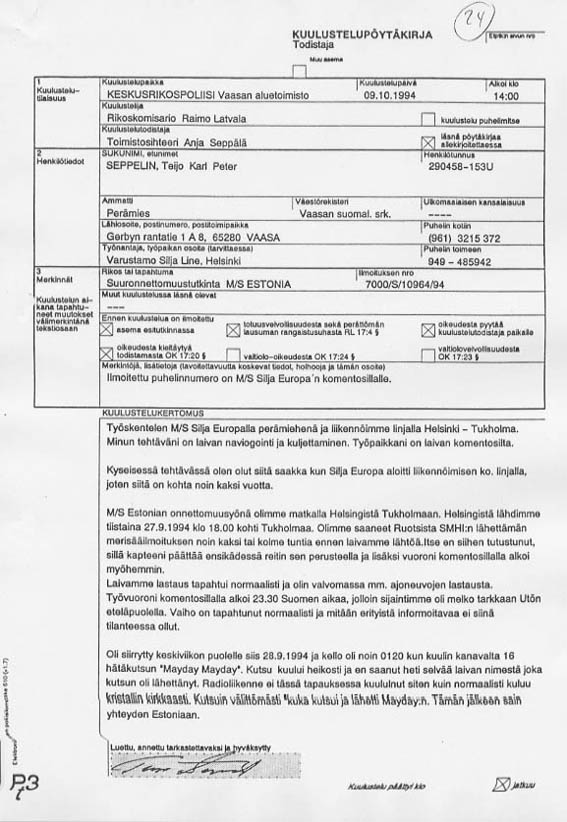 24
KUULUSTELUPÖYTÄKIRJA
Todistaja
Muu asema
1
Kuulustelu-
tilaisuus
Kuulustelupaikka
KESKUSRIKOSPOLIISI Vaasan aluetoimisto
Kuulustelupäivä
09.10.1994
Alkoi klo
14:00
Kuulustelija
Rikoskomisario Raimo Latvala
kuulustelu puhelimitse
Kuulustelutodistaja
Toimistosihteeri Anja Seppälä
läsnä pöytäkirjaa
allekirjoitettaessa
2
Henkilötiedot
SUKUNIMI, etunimet
SEPPELIN, Teijo Karl Peter
Henkilötunnus
290458-153U
Ammatti
Perämies
Väestörekisteri
Vaasan suomal. srk.
Ulkomaalaisen kansalaisuus
----
Lähiosoite, postinumero, postitoimipaikka
Gerbyn rantatie 1 A 8, 65280 VAASA
Puhelin kotiin
(961) 3215 372
Työnantaja, työpaikan osoite (tarvittaessa)
Varustamo Silja Line, Helsinki
Puhelin toimeen
949 - 485942
3
Merkinnät
Kuulustelun ai-
kana tapahtu-
neet muutokset
välimerkintänä
tekstiosaan
Rikos tai tapahtuma
Suuronnettomuustutkinta M/S ESTONIA
Ilmoituksen nro
7000/S/10964/94
Muut kuulustelussa läsnä olevat
---
Ennen kuulustelua on ilmoitettu
asema esitutkinnassa
totuusvelvollisuudesta sekä perättömän
lausuman rangaistusuhasta RL 17:4 §
oikeudesta pyytää
kuulustelutodistaja paikalle
oikeudesta kieltäytyä
todistamasta OK 17:20 §
vaitiolo-oikeudesta OK 17:24 §
vaitiolovelvollisuudesta
OK 17:23 §
Merkintöjä, lisätietoja (tavoitettavuutta koskevat tiedot, holhooja ja tämän osoite)
Ilmoitettu puhelinnumero on M/S Silja Europa'n komentosillalle.
KUULUSTELUKERTOMUS
Työskentelen M/S Silja Europalla perämiehenä ja liikennöimme linjalla Helsinki - Tukholma.
Minun tehtäväni on laivan naviogointi ja kuljettaminen. Työpaikkani on laivan komentosilta.
Kyseisessä tehtävässä olen olut siitä saakka kun Silja Europa aloitti liikennöimisen ko. linjalla,
joten siitä on kohta noin kaksi vuotta.
M/S Estonian onnettomuusyönä olimme matkalla Helsingistä Tukholmaan. Helsingistä lähdimme
tiistaina 27.9.1994 klo 18.00 kohti Tukholmaa. Olimme saaneet Ruotsista SMHI:n lähettämän
merisääilmoituksen noin kaksi tai kolme tuntia ennen laivamme lähtöä.Itse en siihen tutustunut,
sillä kapteeni päättää ensikädessä reitin sen perusteella ja lisäksi vuoroni komentosillalla alkoi
myöhemmin.
Laivamme lastaus tapahtui normaalisti ja olin valvomassa mm. ajoneuvojen lastausta.
Työvuoroni komentosillalla alkoi 23.30 Suomen aikaa, jolloin sijaintimme oli melko tarkkaan Utön
eteläpuolella. Vaiho on tapahtunut normaalisti ja mitään erityistä informoitavaa ei siinä
tilanteessa ollut.
Oli siirrytty keskiviikon puolelle siis 28.9.1994 ja kello oli noin 0120 kun kuulin kanavalta 16
hätäkutsun "Mayday Mayday". Kutsu kuului heikosti ja en saanut heti selvää laivan nimestä joka
kutsun oli lähettänyt. Radioliikenne ei tässä tapauksessa kuulunut siten kuin normaalisti kuluu
kristallin kirkkaasti. Kutsuin välittömästi "kuka kutsui ja lähetti Mayday:n. Tämän jälkeen sain
yhteyden Estoniaan.
Luettu, annettu tarkastettavaksi ja hyväksytty
Kuulustelu päättyi klo
jatkuu